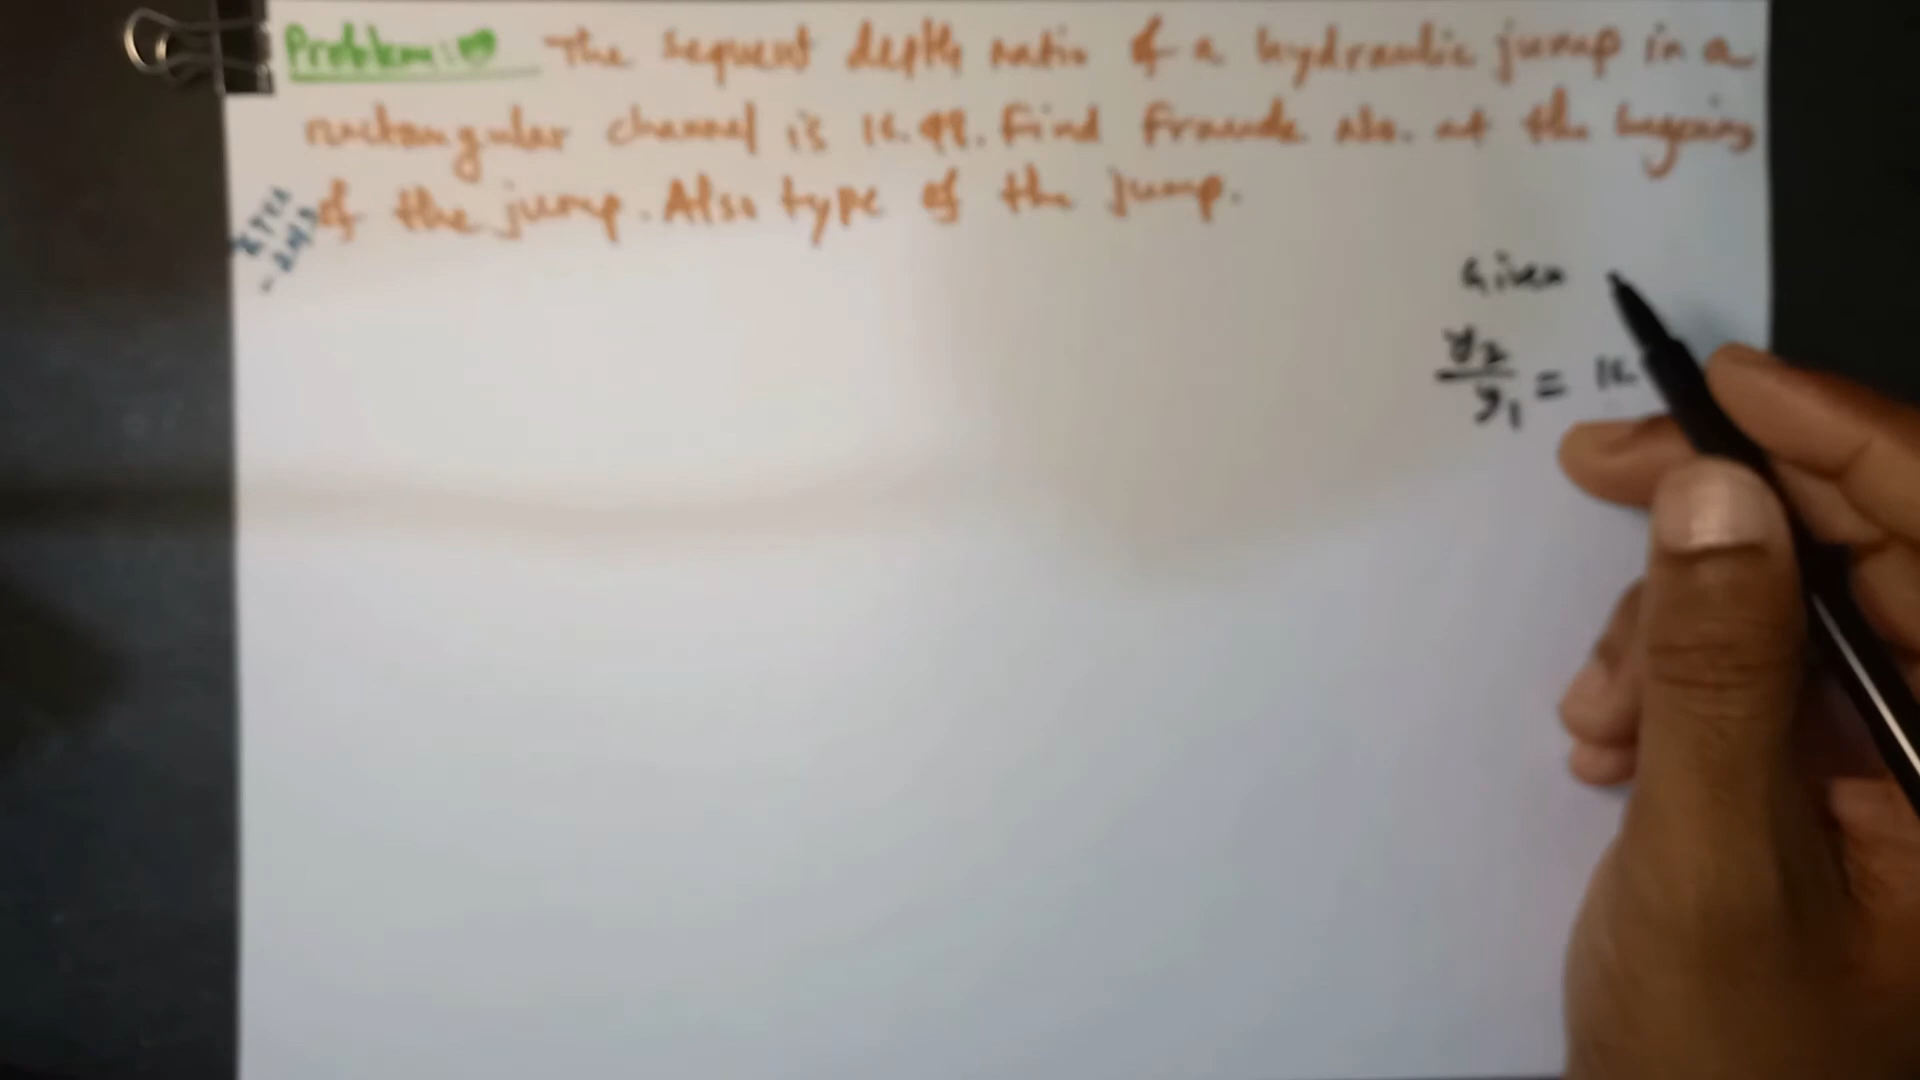 Problem:- The sequent depth ratio of a hydraulic jump in a
rectangular channel is 16.48. Find Froude No. at the
of the jump. Also type of the jump.
Given
y2/y1 = 16